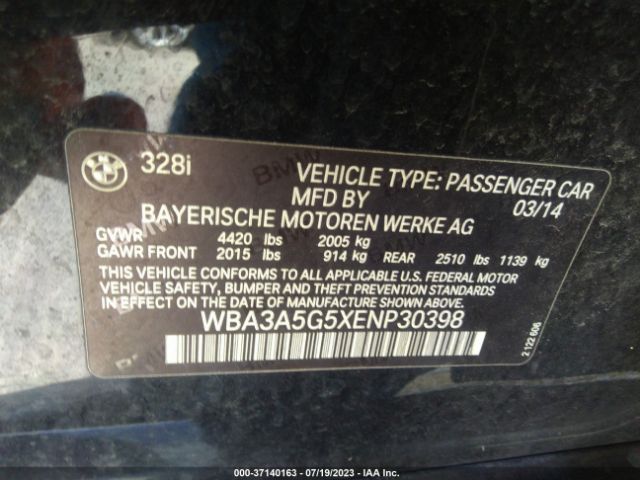 328i
VEHICLE TYPE: PASSENGER CAR
MFD BY 03/14
BAYERISCHE MOTOREN WERKE AG
GVWR 4420 lbs 2005 kg
GAWR FRONT 2015 lbs 914 kg REAR 2510 lbs 1139 kg
THIS VEHICLE CONFORMS TO ALL APPLICABLE U.S. FEDERAL MOTOR
VEHICLE SAFETY, BUMPER AND THEFT PREVENTION STANDARDS
IN EFFECT ON THE DATE OF MANUFACTURE SHOWN ABOVE.
WBA3A5G5XENP30398
2 122 606
000-37140163 - 07/19/2023 - IAA Inc.